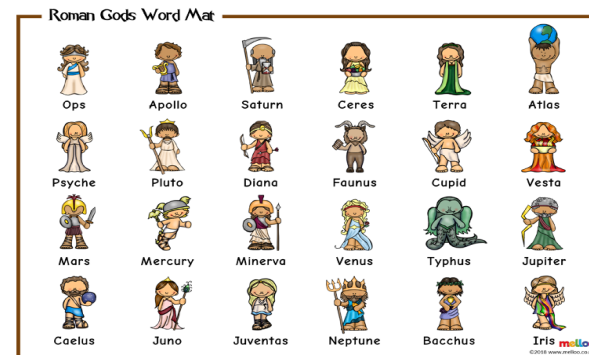 Roman Gods Word Mat
Ops Apollo Saturn Ceres Terra Atlas
Psyche Pluto Diana Faunus Cupid Vesta
Mars Mercury Minerva Venus Typhus Jupiter
Caelus Juno Juventas Neptune Bacchus Iris mello
©2018 www.melloo.co